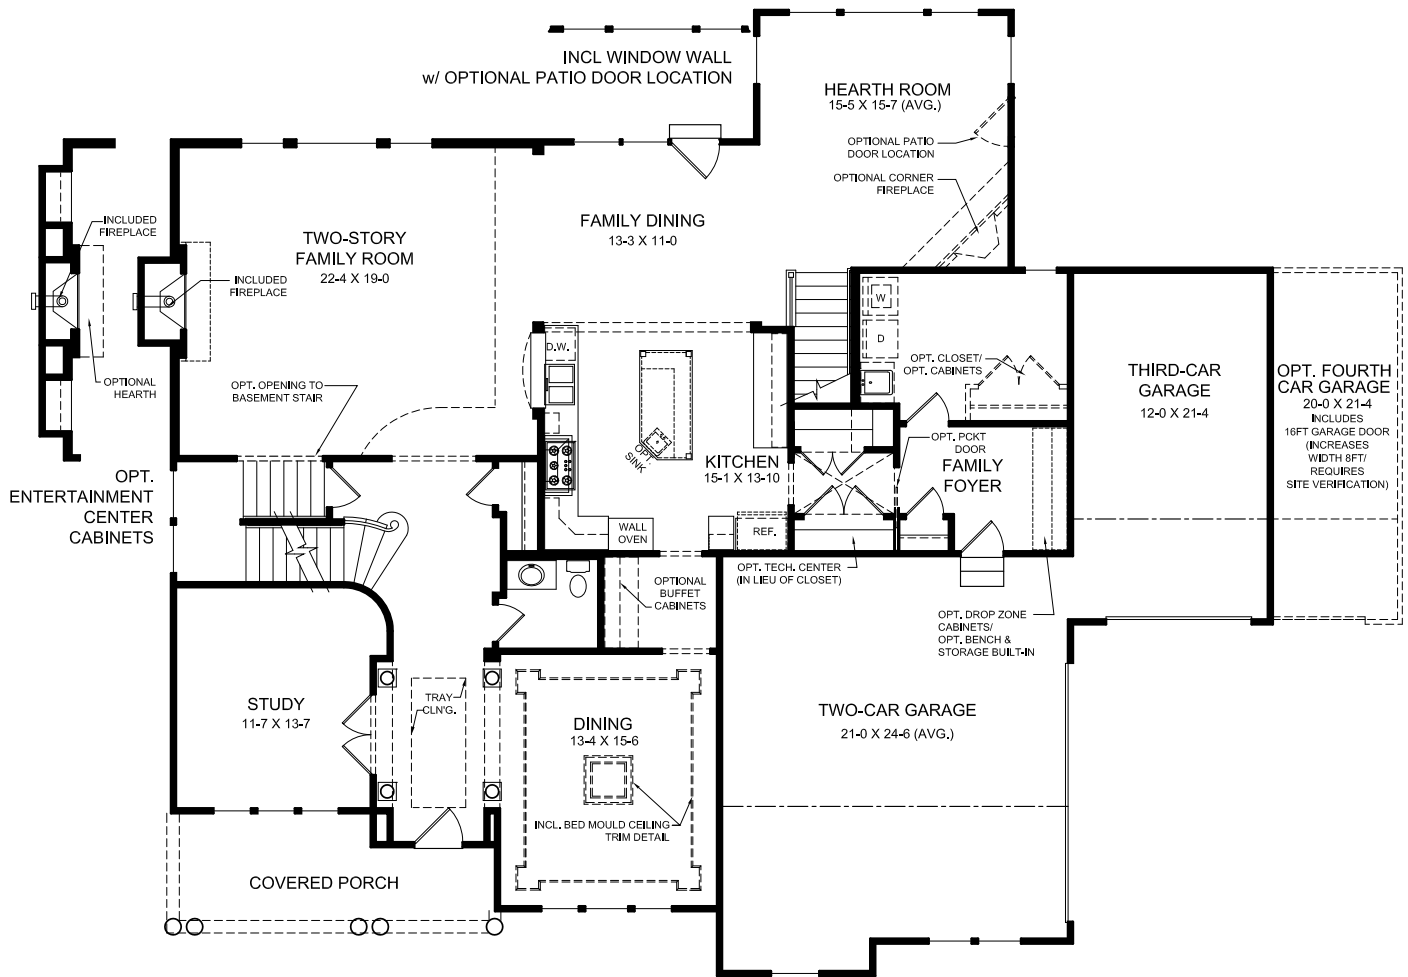 INCL WINDOW WALL
w/ OPTIONAL PATIO DOOR LOCATION
HEARTH ROOM
15-5 X 15-7 (AVG.)
OPTIONAL PATIO
DOOR LOCATION
OPTIONAL CORNER
FIREPLACE
INCLUDED
FIREPLACE
TWO-STORY
FAMILY ROOM
22-4 X 19-0
INCLUDED
FIREPLACE
FAMILY DINING
13-3 X 11-0
OPTIONAL
HEARTH
OPT. OPENING TO
BASEMENT STAIR
D.W.
W
D
OPT. CLOSET/
OPT. CABINETS
THIRD-CAR
GARAGE
12-0 X 21-4
OPT. FOURTH
CAR GARAGE
20-0 X 21-4
INCLUDES
16FT GARAGE DOOR
(INCREASES
WIDTH 8FT/
REQUIRES
SITE VERIFICATION)
OPT.
ENTERTAINMENT
CENTER
CABINETS
OPT.
SINK
KITCHEN
15-1 X 13-10
OPT. PCKT
DOOR
FAMILY
FOYER
WALL
OVEN
REF.
OPT. TECH. CENTER
(IN LIEU OF CLOSET)
OPTIONAL
BUFFET
CABINETS
OPT. DROP ZONE
CABINETS/
OPT. BENCH &
STORAGE BUILT-IN
STUDY
11-7 X 13-7
TRAY
CLN'G.
DINING
13-4 X 15-6
TWO-CAR GARAGE
21-0 X 24-6 (AVG.)
INCL. BED MOULD CEILING
TRIM DETAIL
COVERED PORCH